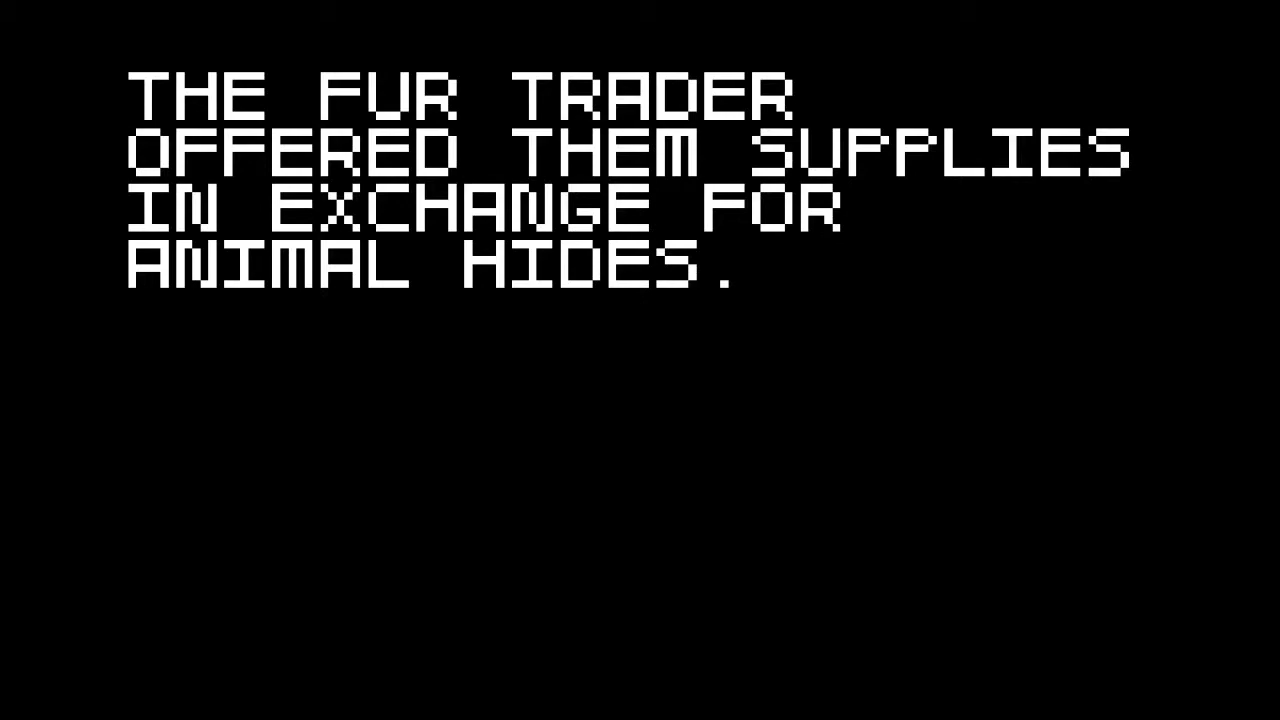 THE FUR TRADER
OFFERED THEM SUPPLIES
IN EXCHANGE FOR
ANIMAL HIDES.